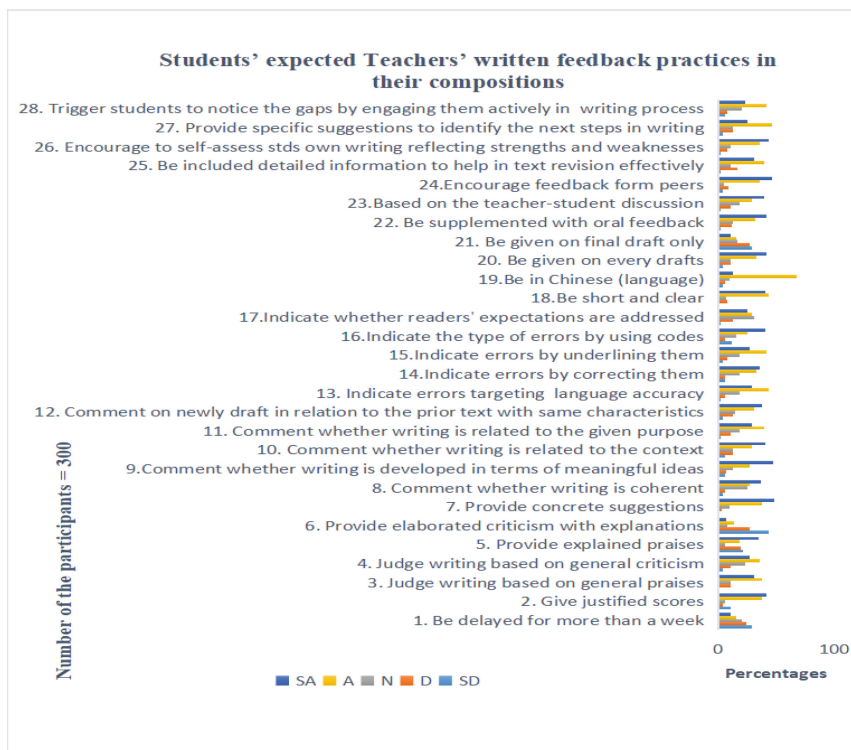 Students’ expected Teachers’ written feedback practices in
their compositions
28. Trigger students to notice the gaps by engaging them actively in writing process
27. Provide specific suggestions to identify the next steps in writing
26. Encourage to self-assess stds own writing reflecting strengths and weaknesses
25. Be included detailed information to help in text revision effectively
24.Encourage feedback form peers
23.Based on the teacher-student discussion
22. Be supplemented with oral feedback
21. Be given on final draft only
20. Be given on every drafts
19.Be in Chinese (language)
18.Be short and clear
17.Indicate whether readers’ expectations are addressed
16.Indicate the type of errors by using codes
15.Indicate errors by underlining them
14.Indicate errors by correcting them
13. Indicate errors targeting language accuracy
12. Comment on newly draft in relation to the prior text with same characteristics
11. Comment whether writing is related to the given purpose
10. Comment whether writing is related to the context
9.Comment whether writing is developed in terms of meaningful ideas
8. Comment whether writing is coherent
7. Provide concrete suggestions
6. Provide elaborated criticism with explanations
5. Provide explained praises
4. Judge writing based on general criticism
3. Judge writing based on general praises
2. Give justified scores
1. Be delayed for more than a week
Number of the participants = 300
0 100
Percentages
SA A N D SD